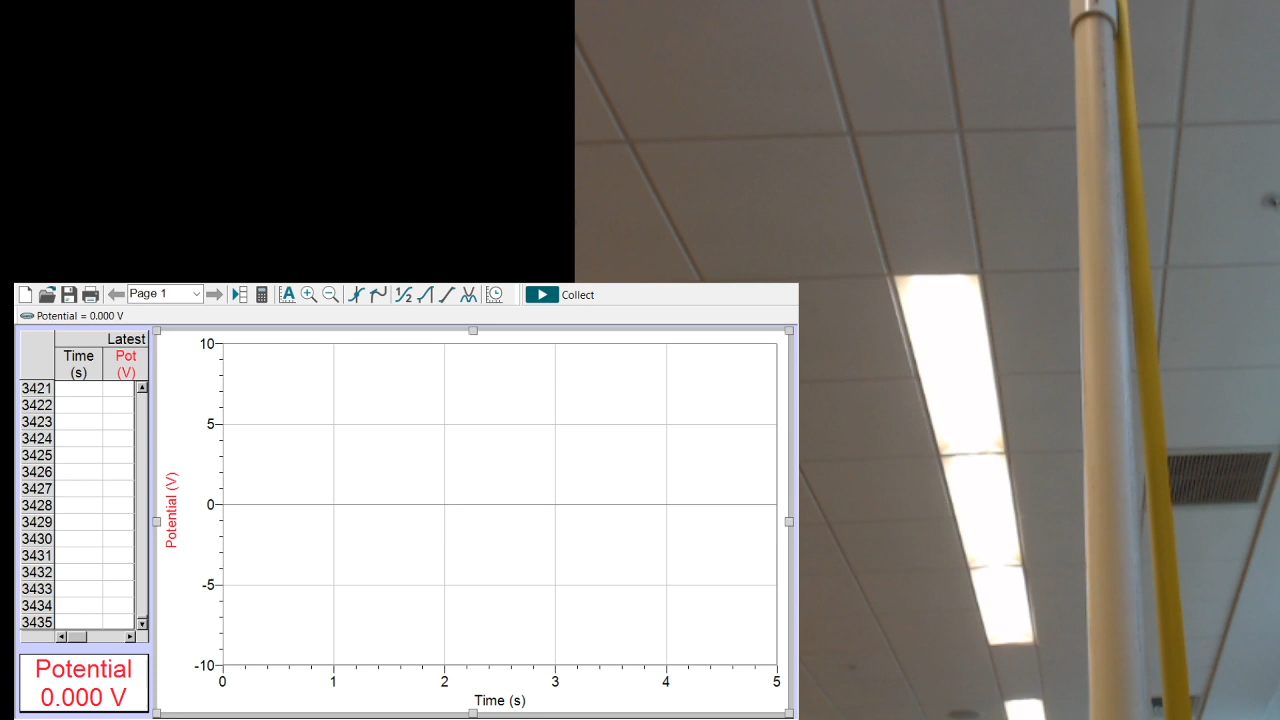 Page 1
1/2
A
Collect
Potential = 0.000 V
Latest
Time Pot
(s) (V)
3421
3422
3423
3424
3425
3426
3427
3428
3429
3430
3431
3432
3433
3434
3435
Potential
0.000 V
Potential (V)
10
5
0
-5
-10
0 1 2 3 4 5
Time (s)